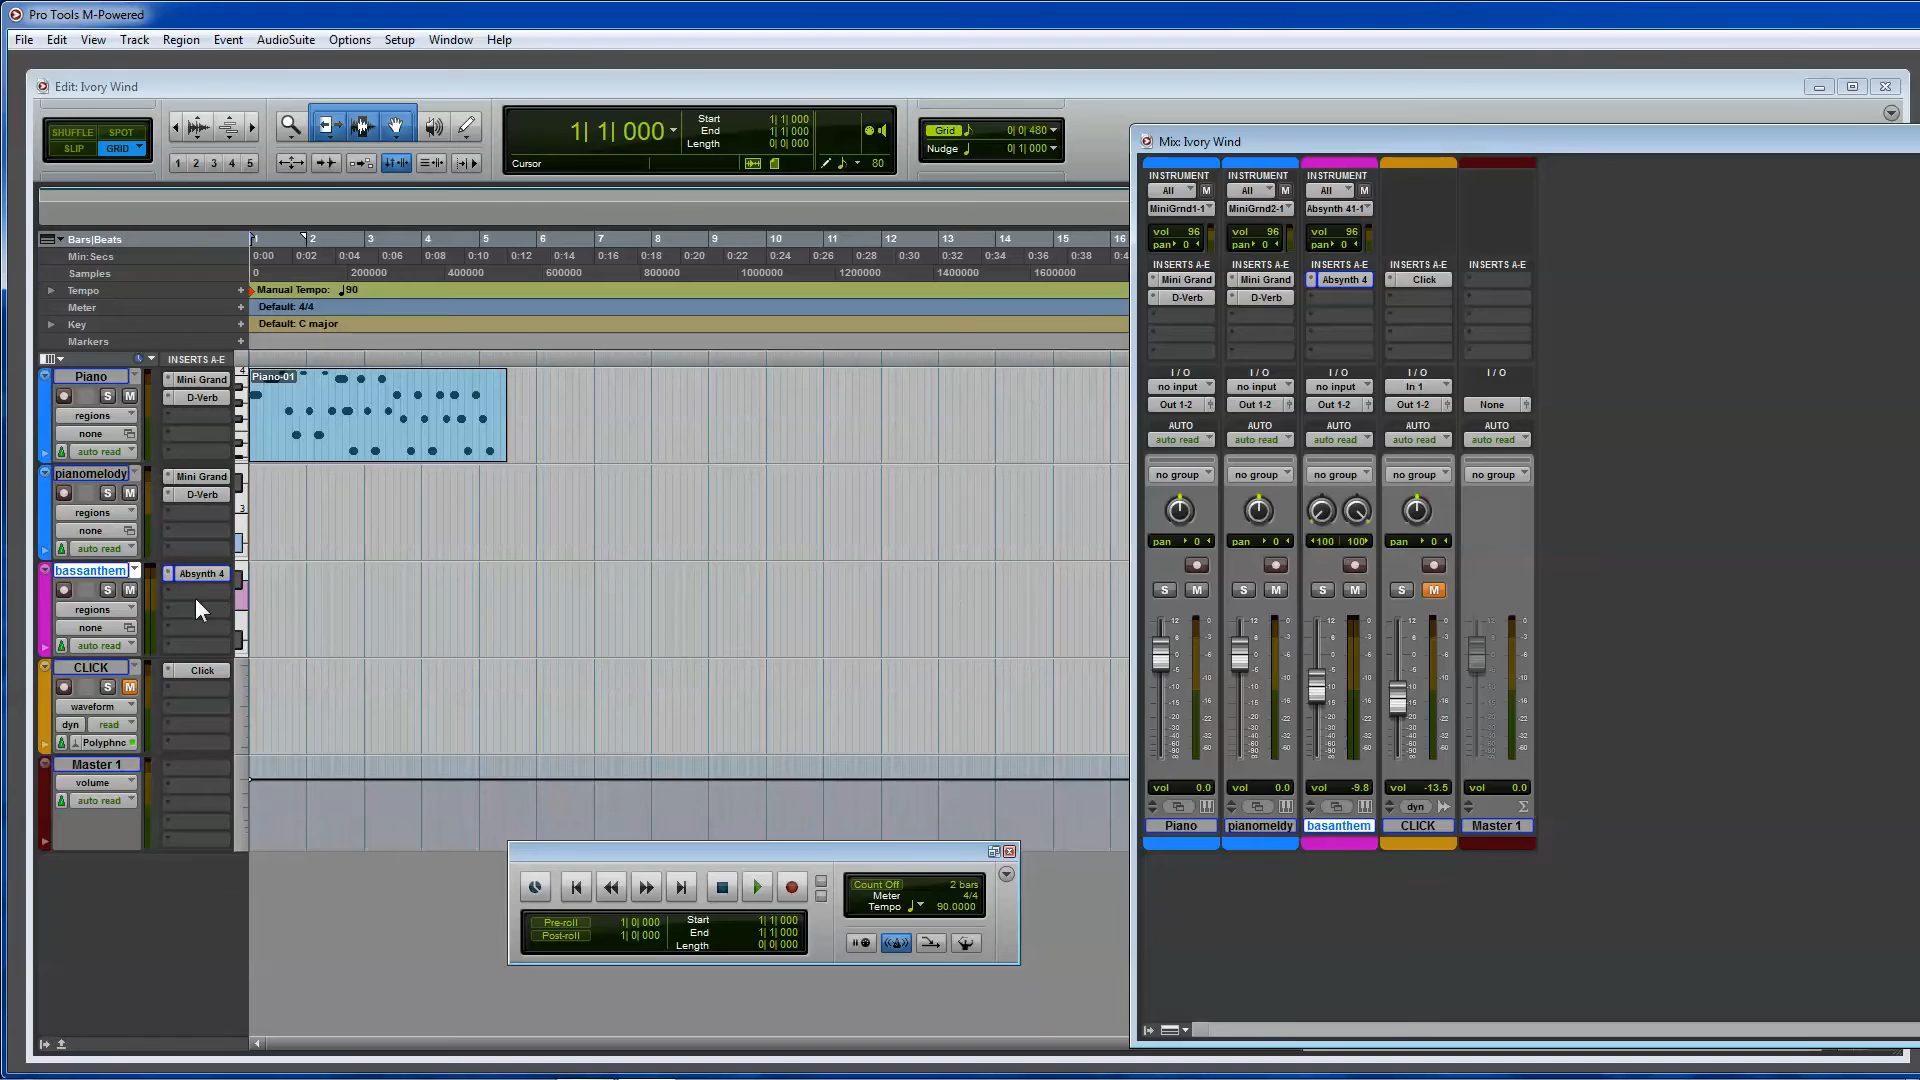 Pro Tools M-Powered
File Edit View Track Region Event AudioSuite Options Setup Window Help
Edit: Ivory Wind
SHUFFLE SPOT
SLIP GRID
1 2 3 4 5
1| 1| 000
Start 1| 1| 000
End 1| 1| 000
Length 0| 0| 000
Cursor
80
Grid 0| 0| 480
Nudge 0| 1| 000
Bars|Beats 1 2 3 4 5 6 7 8 9 10 11 12 13 14 15 16
Min:Secs 0:00 0:02 0:04 0:06 0:08 0:10 0:12 0:14 0:16 0:18 0:20 0:22 0:24 0:26 0:28 0:30 0:32 0:34 0:36 0:38 0:4
Samples 0 200000 400000 600000 800000 1000000 1200000 1400000 1600000
Tempo + Manual Tempo: 90
Meter + Default: 4/4
Key + Default: C major
Markers +
INSERTS A-E
Piano
S M
regions
none
auto read
Mini Grand
D-Verb
4
Piano-01
pianomelody
S M
regions
none
auto read
Mini Grand
D-Verb
3
bassanthem
S M
regions
none
auto read
Absynth 4
CLICK
S M
waveform
dyn read
Polyphnc
Click
Master 1
volume
auto read
Count Off 2 bars
Meter 4/4
Tempo 90.0000
Pre-roll 1| 0| 000
Post-roll 1| 0| 000
Start 1| 1| 000
End 1| 1| 000
Length 0| 0| 000
Mix: Ivory Wind
INSTRUMENT INSTRUMENT INSTRUMENT
All M All M All M
MiniGrnd1-1 MiniGrnd2-1 Absynth 41-1
vol 96 vol 96 vol 96
pan 0 pan 0 pan 0
INSERTS A-E INSERTS A-E INSERTS A-E INSERTS A-E INSERTS A-E
Mini Grand Mini Grand Absynth 4 Click
D-Verb D-Verb
I / O I / O I / O I / O I / O
no input no input no input In 1
Out 1-2 Out 1-2 Out 1-2 Out 1-2 None
AUTO AUTO AUTO AUTO AUTO
auto read auto read auto read auto read auto read
no group no group no group no group no group
pan 0 pan 0 100 100 pan 0
S M S M S M S M
vol 0.0 vol 0.0 vol -9.8 vol -13.5 vol 0.0
dyn Σ
Piano pianomeldy basanthem CLICK Master 1